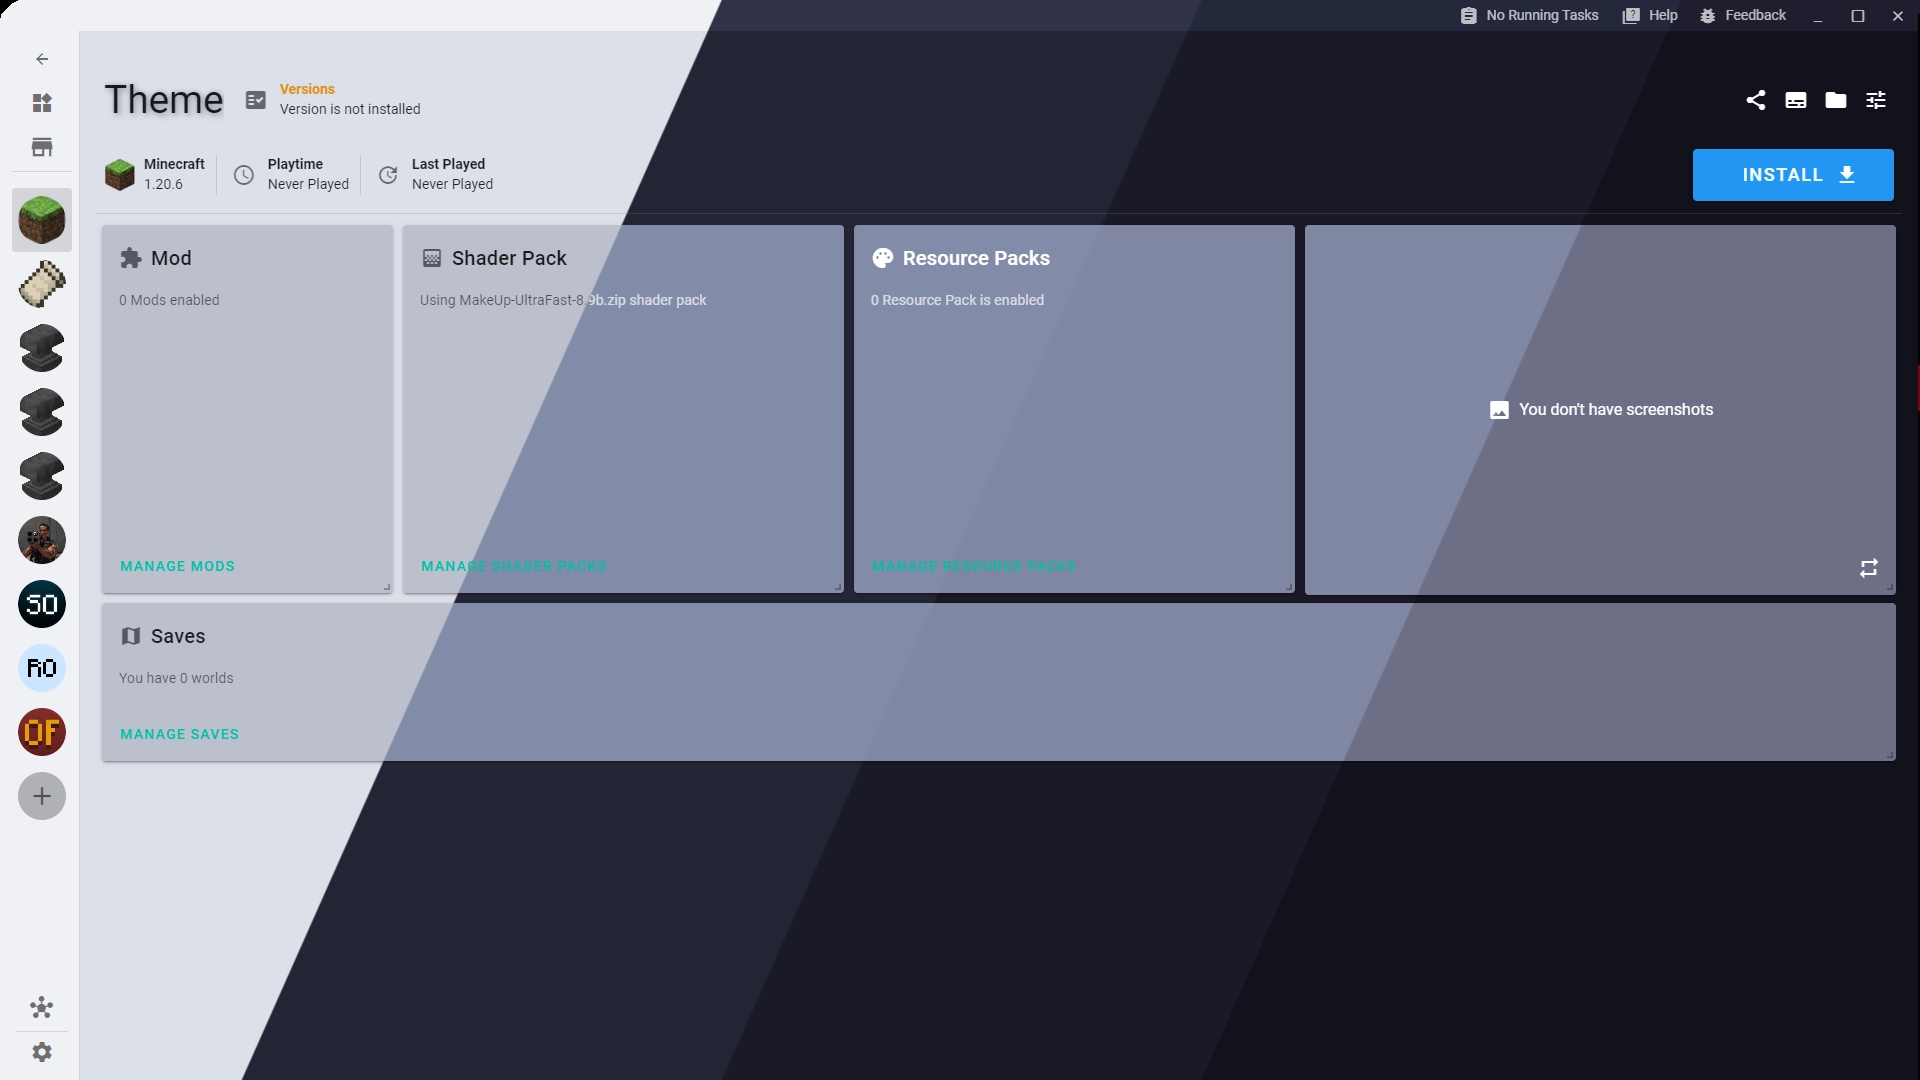 No Running Tasks
Help
Feedback
Theme
Versions
Version is not installed
Minecraft
1.20.6
Playtime
Never Played
Last Played
Never Played
INSTALL
Mod
0 Mods enabled
MANAGE MODS
Shader Pack
Using MakeUp-UltraFast-8.9b.zip shader pack
MANAGE SHADER PACKS
Resource Packs
0 Resource Pack is enabled
MANAGE RESOURCE PACKS
You don't have screenshots
Saves
You have 0 worlds
MANAGE SAVES
SO
RO
OF